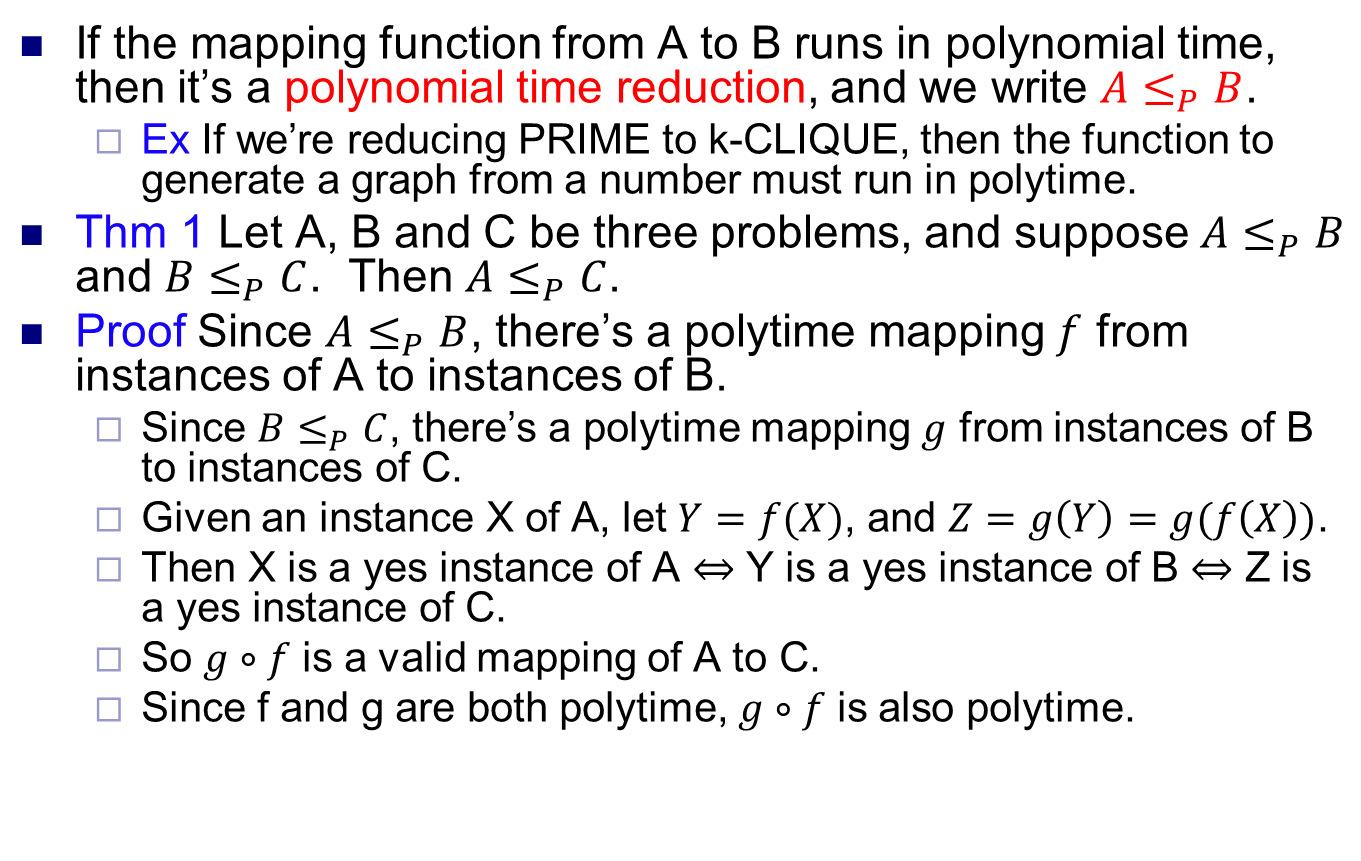 ■ If the mapping function from A to B runs in polynomial time,
then it’s a polynomial time reduction, and we write A ≤P B.
□ Ex If we’re reducing PRIME to k-CLIQUE, then the function to
generate a graph from a number must run in polytime.
■ Thm 1 Let A, B and C be three problems, and suppose A ≤P B
and B ≤P C. Then A ≤P C.
■ Proof Since A ≤P B, there’s a polytime mapping f from
instances of A to instances of B.
□ Since B ≤P C, there’s a polytime mapping g from instances of B
to instances of C.
□ Given an instance X of A, let Y = f(X), and Z = g(Y) = g(f(X)).
□ Then X is a yes instance of A ⇔ Y is a yes instance of B ⇔ Z is
a yes instance of C.
□ So g ∘ f is a valid mapping of A to C.
□ Since f and g are both polytime, g ∘ f is also polytime.